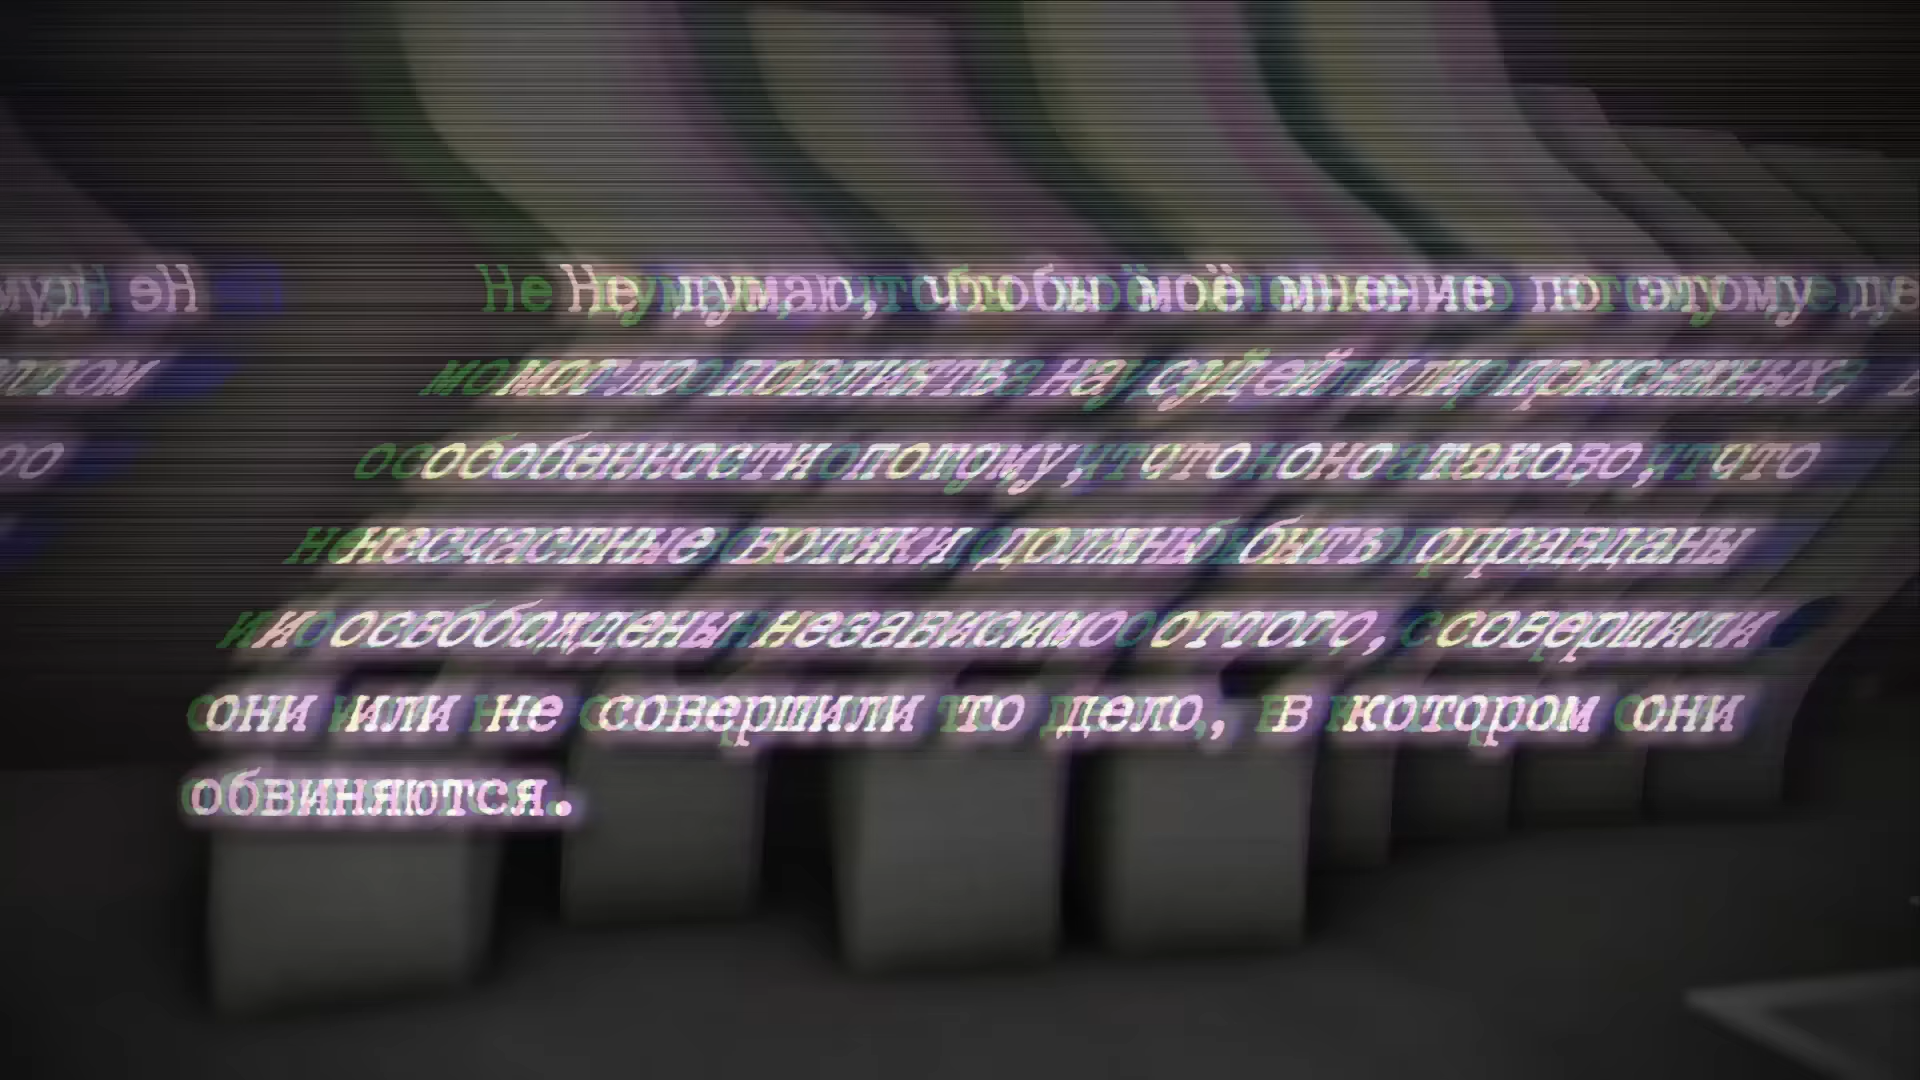 Не думаю, чтобы моё мнение по этому
могло повлиять на судей или присяжных,
особенности потому, что оно таково, что
несчастные вотяки должны быть оправданы
и освобождены независимо от того, совершили
они или не совершили то дело, в котором они
обвиняются.